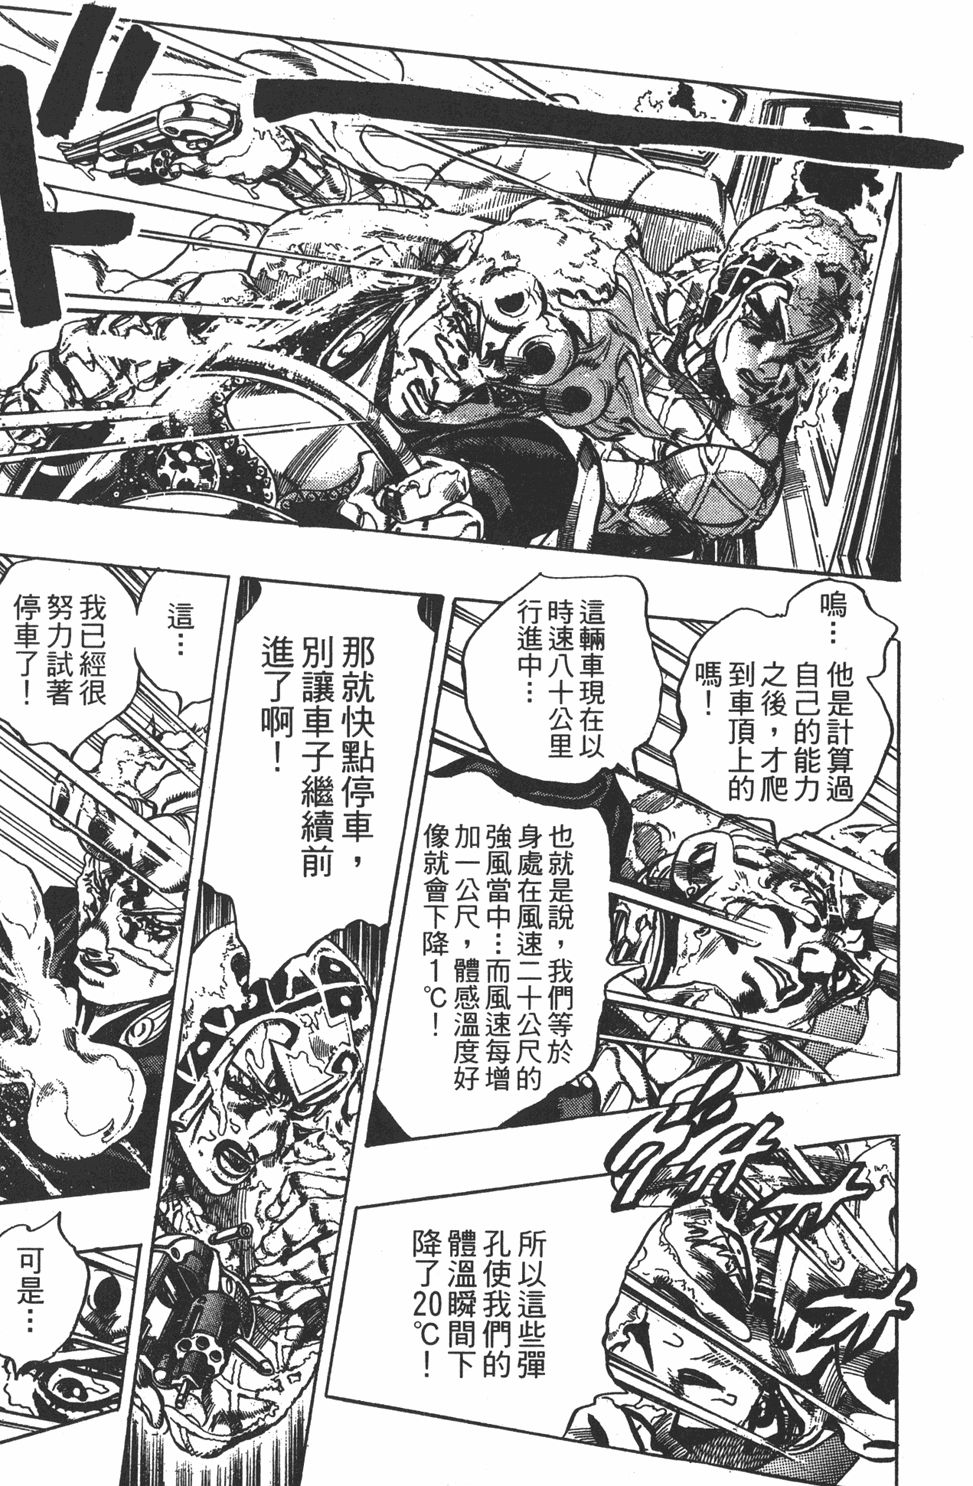 ド
ー
嗚…
他是計算過
自己的能力
之後，才爬
到車頂上的
嗎！
這輛車現在以
時速八十公里
行進中…
也就是說，我們等於
身處在風速二十公尺的
強風當中…而風速每增
加一公尺，體感溫度好
像就會下降1℃！
那就快點停車，
別讓車子繼續前
進了啊！
這…
我已經很
努力試著
停車了！
所以這些彈
孔使我們的
體溫瞬間下
降了20℃！
可是…